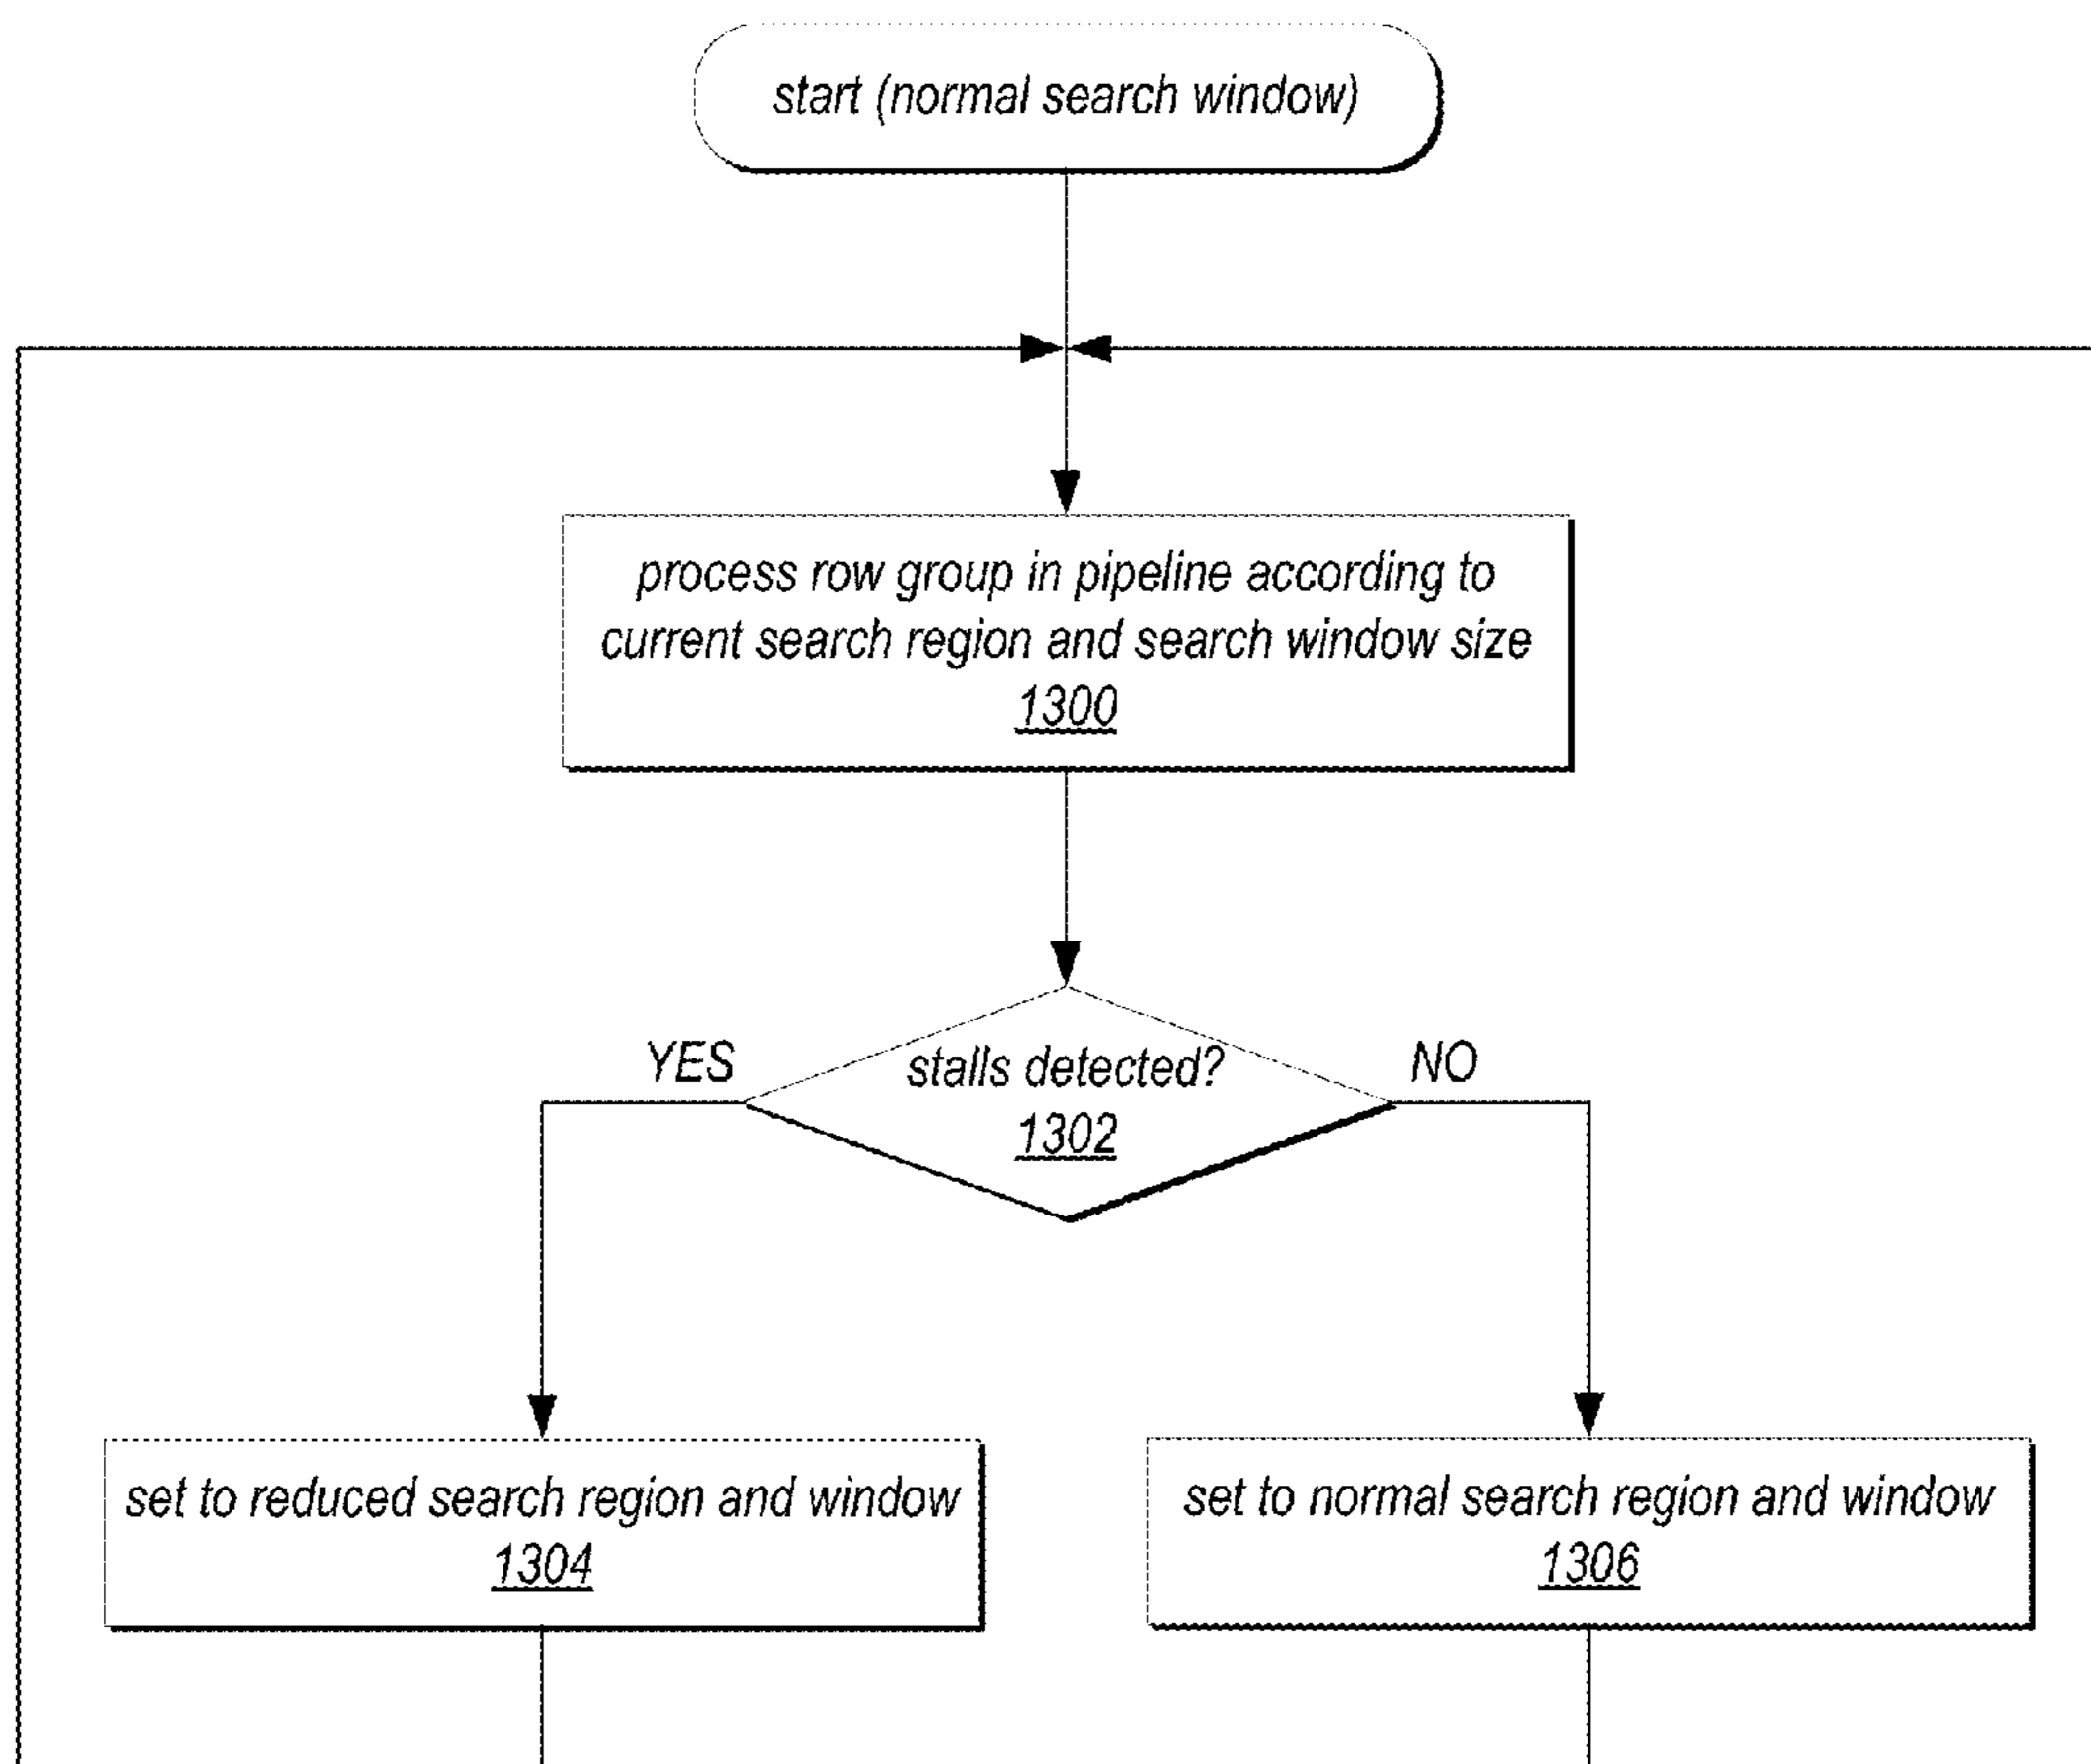 start (normal search window)
process row group in pipeline according to
current search region and search window size
1300
YES
stalls detected?
NO
1302
set to reduced search region and window
1304
set to normal search region and window
1306